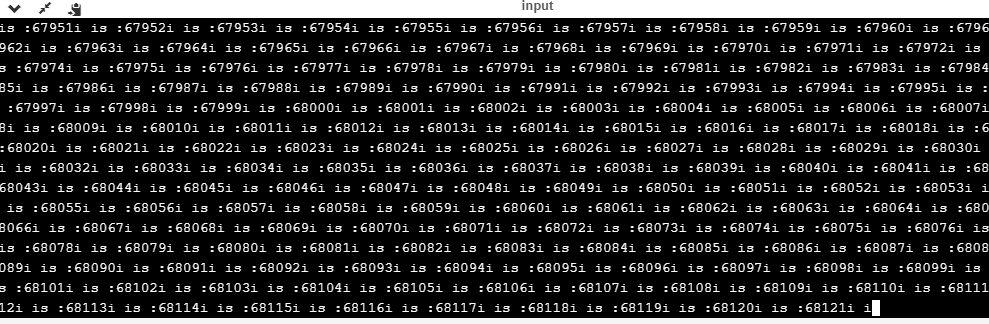 input
is :67951i is :67952i is :67953i is :67954i is :67955i is :67956i is :67957i is :67958i is :67959i is :67960i is :6796
962i is :67963i is :67964i is :67965i is :67966i is :67967i is :67968i is :67969i is :67970i is :67971i is :67972i is
s :67974i is :67975i is :67976i is :67977i is :67978i is :67979i is :67980i is :67981i is :67982i is :67983i is :67984
85i is :67986i is :67987i is :67988i is :67989i is :67990i is :67991i is :67992i is :67993i is :67994i is :67995i is :
:67997i is :67998i is :67999i is :68000i is :68001i is :68002i is :68003i is :68004i is :68005i is :68006i is :68007i
8i is :68009i is :68010i is :68011i is :68012i is :68013i is :68014i is :68015i is :68016i is :68017i is :68018i is :6
:68020i is :68021i is :68022i is :68023i is :68024i is :68025i is :68026i is :68027i is :68028i is :68029i is :68030i
is :68032i is :68033i is :68034i is :68035i is :68036i is :68037i is :68038i is :68039i is :68040i is :68041i is :68
68043i is :68044i is :68045i is :68046i is :68047i is :68048i is :68049i is :68050i is :68051i is :68052i is :68053i i
is :68055i is :68056i is :68057i is :68058i is :68059i is :68060i is :68061i is :68062i is :68063i is :68064i is :680
8066i is :68067i is :68068i is :68069i is :68070i is :68071i is :68072i is :68073i is :68074i is :68075i is :68076i is
is :68078i is :68079i is :68080i is :68081i is :68082i is :68083i is :68084i is :68085i is :68086i is :68087i is :6808
089i is :68090i is :68091i is :68092i is :68093i is :68094i is :68095i is :68096i is :68097i is :68098i is :68099i is
s :68101i is :68102i is :68103i is :68104i is :68105i is :68106i is :68107i is :68108i is :68109i is :68110i is :68111
12i is :68113i is :68114i is :68115i is :68116i is :68117i is :68118i is :68119i is :68120i is :68121i i